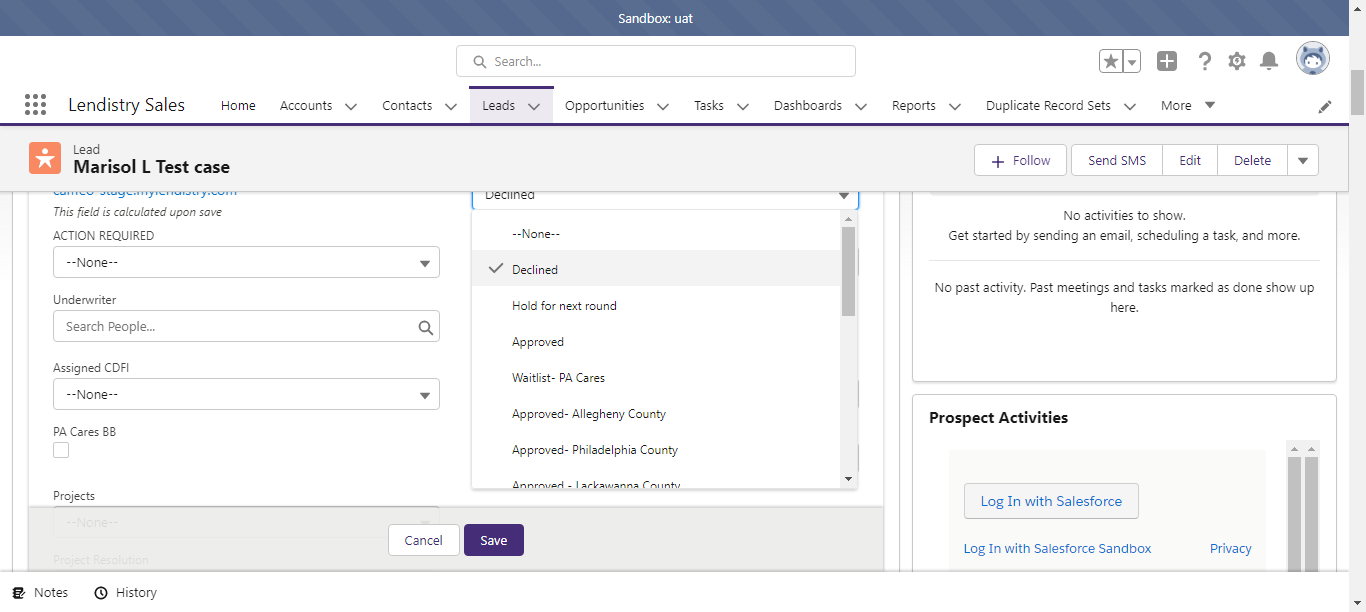 Sandbox: uat
Search...
Lendistry Sales
Home
Accounts
Contacts
Leads
Opportunities
Tasks
Dashboards
Reports
Duplicate Record Sets
More
Lead
Marisol L Test case
Follow
Send SMS
Edit
Delete
cameo-stage.mylendistry.com
This field is calculated upon save
ACTION REQUIRED
--None--
Underwriter
Search People...
Assigned CDFI
--None--
PA Cares BB
Projects
--None--
Project Resolution
Declined
--None--
Declined
Hold for next round
Approved
Waitlist- PA Cares
Approved- Allegheny County
Approved- Philadelphia County
Approved - Lackawanna County
Cancel
Save
No activities to show.
Get started by sending an email, scheduling a task, and more.
No past activity. Past meetings and tasks marked as done show up
here.
Prospect Activities
Log In with Salesforce
Log In with Salesforce Sandbox
Privacy
Notes
History